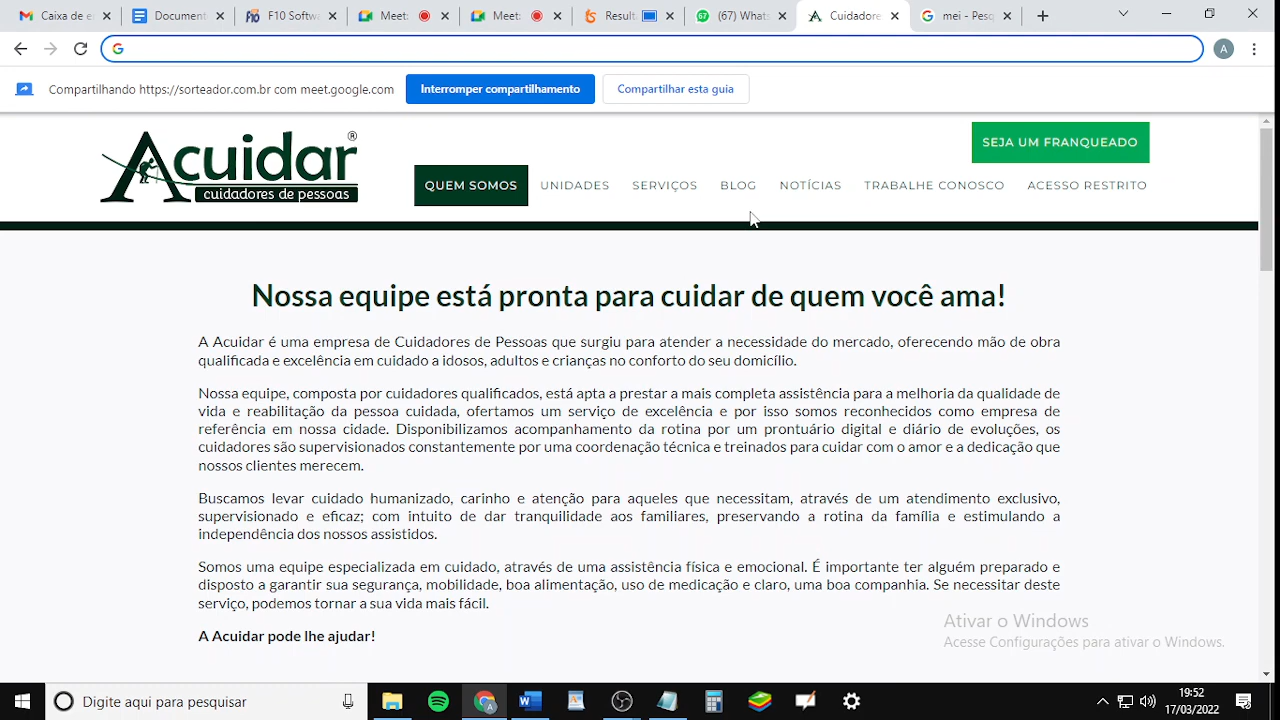 Caixa de e
Document
F10 F10 Softwa
Meet:
Meet:
Result
(67) Whats
Cuidadore
mei - Pesq
A
Compartilhando https://sorteador.com.br com meet.google.com
Interromper compartilhamento
Compartilhar esta guia
Acuidar®
cuidadores de pessoas
SEJA UM FRANQUEADO
QUEM SOMOS UNIDADES SERVIÇOS BLOG NOTÍCIAS TRABALHE CONOSCO ACESSO RESTRITO
Nossa equipe está pronta para cuidar de quem você ama!
A Acuidar é uma empresa de Cuidadores de Pessoas que surgiu para atender a necessidade do mercado, oferecendo mão de obra
qualificada e excelência em cuidado a idosos, adultos e crianças no conforto do seu domicílio.
Nossa equipe, composta por cuidadores qualificados, está apta a prestar a mais completa assistência para a melhoria da qualidade de
vida e reabilitação da pessoa cuidada, ofertamos um serviço de excelência e por isso somos reconhecidos como empresa de
referência em nossa cidade. Disponibilizamos acompanhamento da rotina por um prontuário digital e diário de evoluções, os
cuidadores são supervisionados constantemente por uma coordenação técnica e treinados para cuidar com o amor e a dedicação que
nossos clientes merecem.
Buscamos levar cuidado humanizado, carinho e atenção para aqueles que necessitam, através de um atendimento exclusivo,
supervisionado e eficaz; com intuito de dar tranquilidade aos familiares, preservando a rotina da família e estimulando a
independência dos nossos assistidos.
Somos uma equipe especializada em cuidado, através de uma assistência física e emocional. É importante ter alguém preparado e
disposto a garantir sua segurança, mobilidade, boa alimentação, uso de medicação e claro, uma boa companhia. Se necessitar deste
serviço, podemos tornar a sua vida mais fácil.
A Acuidar pode lhe ajudar!
Ativar o Windows
Acesse Configurações para ativar o Windows.
Digite aqui para pesquisar
19:52
17/03/2022